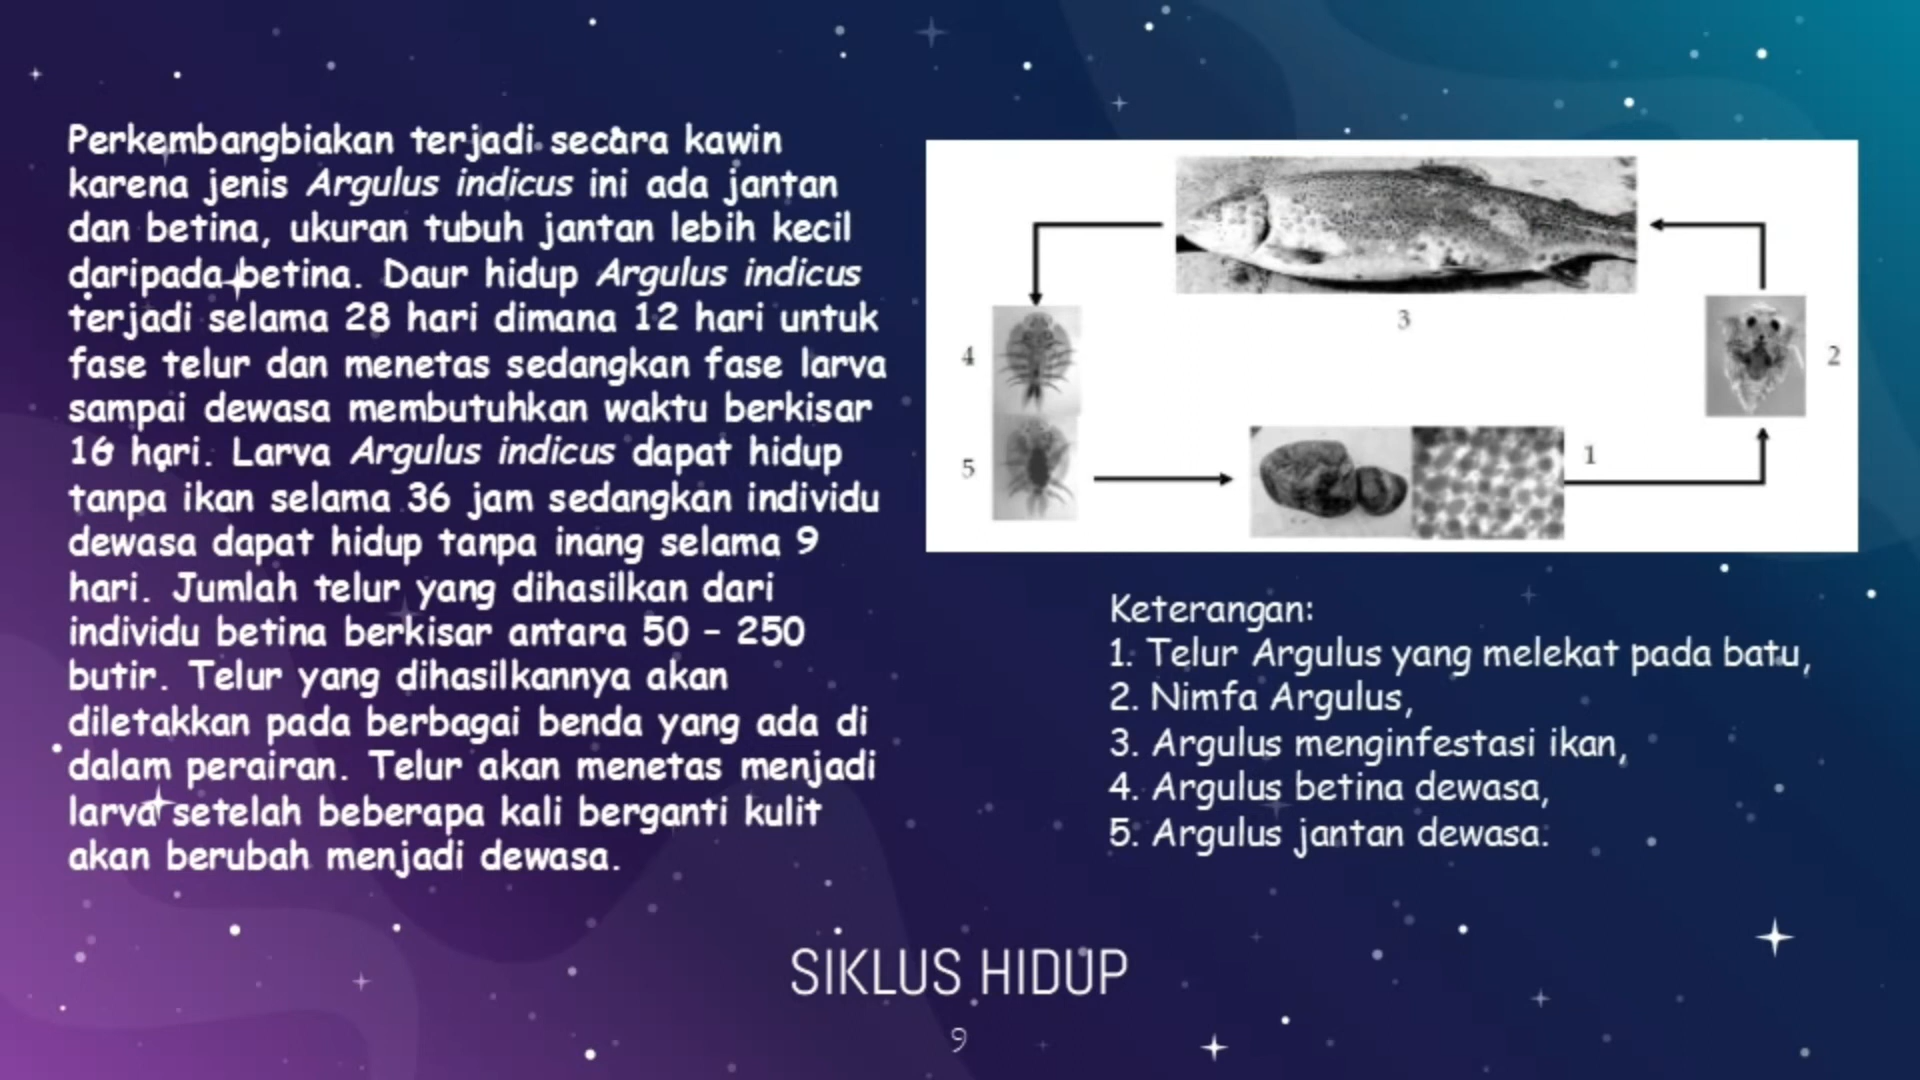 Perkembangbiakan terjadi secara kawin
karena jenis Argulus indicus ini ada jantan
dan betina, ukuran tubuh jantan lebih kecil
daripada betina. Daur hidup Argulus indicus
terjadi selama 28 hari dimana 12 hari untuk
fase telur dan menetas sedangkan fase larva
sampai dewasa membutuhkan waktu berkisar
16 hari. Larva Argulus indicus dapat hidup
tanpa ikan selama 36 jam sedangkan individu
dewasa dapat hidup tanpa inang selama 9
hari. Jumlah telur yang dihasilkan dari
individu betina berkisar antara 50 – 250
butir. Telur yang dihasilkannya akan
diletakkan pada berbagai benda yang ada di
dalam perairan. Telur akan menetas menjadi
larva setelah beberapa kali berganti kulit
akan berubah menjadi dewasa.
3
4
2
5
1
Keterangan:
1. Telur Argulus yang melekat pada batu,
2. Nimfa Argulus,
3. Argulus menginfestasi ikan,
4. Argulus betina dewasa,
5. Argulus jantan dewasa.
SIKLUS HIDUP
9